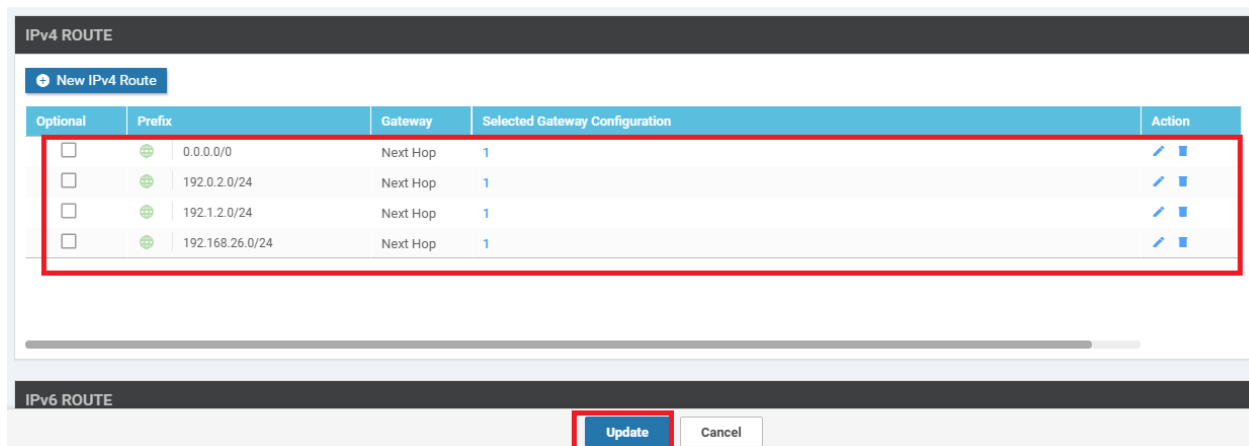 IPv4 ROUTE
New IPv4 Route
Optional Prefix Gateway Selected Gateway Configuration Action
0.0.0.0/0 Next Hop 1
192.0.2.0/24 Next Hop 1
192.1.2.0/24 Next Hop 1
192.168.26.0/24 Next Hop 1
IPv6 ROUTE
Update Cancel